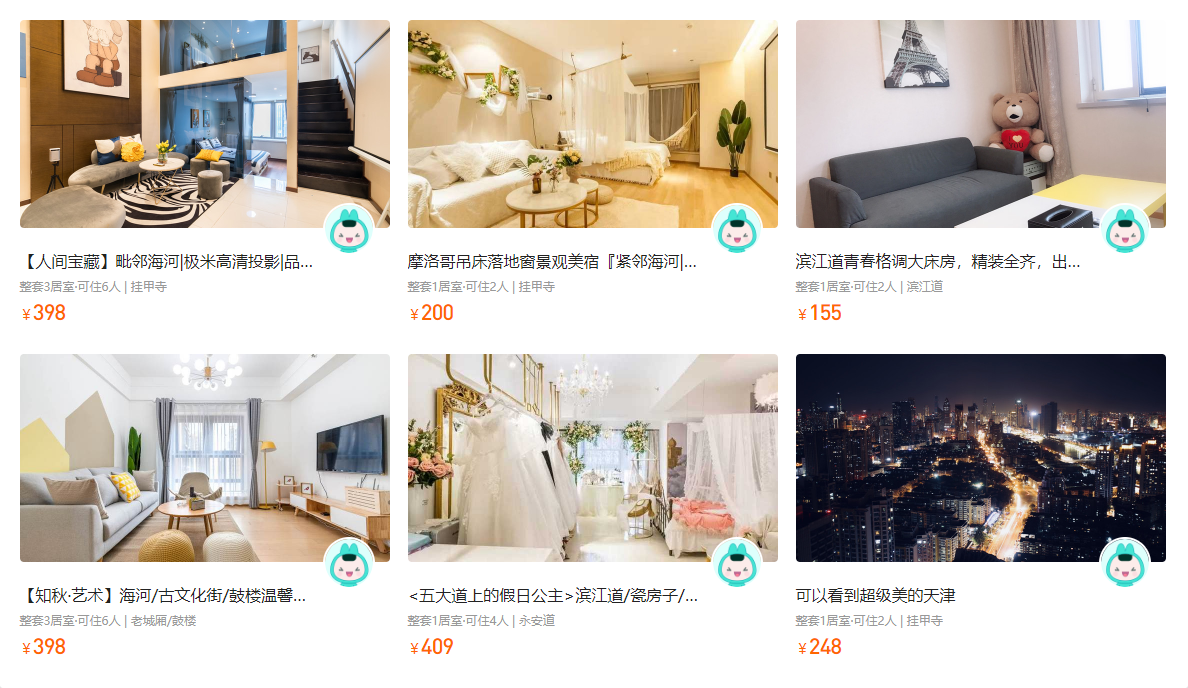 【人间宝藏】毗邻海河|极米高清投影|品...
整套3居室·可住6人 | 挂甲寺
¥398
摩洛哥吊床落地窗景观美宿『紧邻海河|...
整套1居室·可住2人 | 挂甲寺
¥200
滨江道青春格调大床房，精装全齐，出...
整套1居室·可住2人 | 滨江道
¥155
【知秋·艺术】海河/古文化街/鼓楼温馨...
整套3居室·可住6人 | 老城厢/鼓楼
¥398
<五大道上的假日公主>滨江道/瓷房子/...
整套1居室·可住4人 | 永安道
¥409
可以看到超级美的天津
整套1居室·可住2人 | 挂甲寺
¥248